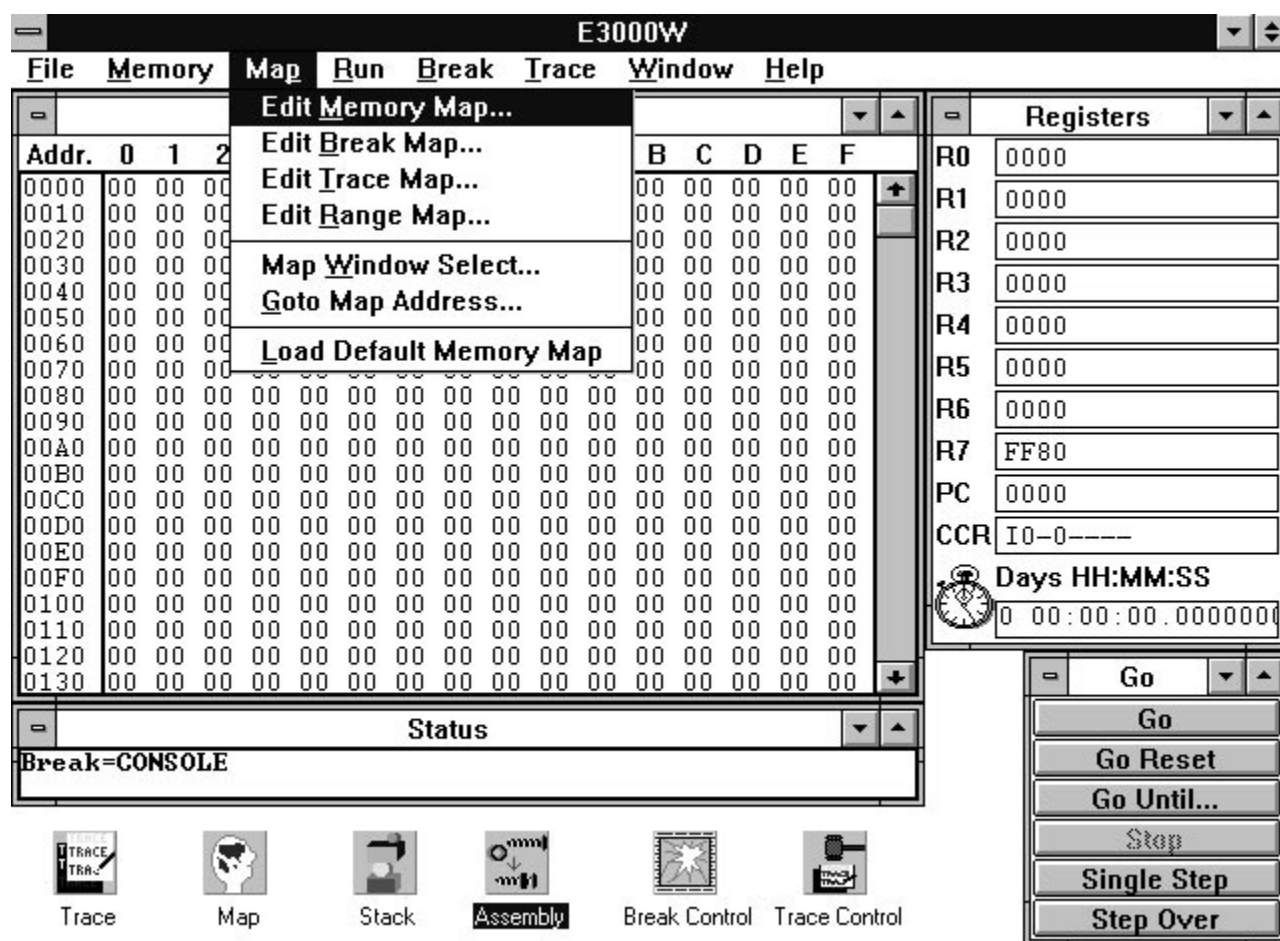 E3000W
File Memory Map Run Break Trace Window Help
Edit Memory Map...
Edit Break Map...
Edit Trace Map...
Edit Range Map...
Map Window Select...
Goto Map Address...
Load Default Memory Map
Addr. 0 1 2 B C D E F
0000 00 00 00 00 00 00 00 00
0010 00 00 00 00 00 00 00 00
0020 00 00 00 00 00 00 00 00
0030 00 00 00 00 00 00 00 00
0040 00 00 00 00 00 00 00 00
0050 00 00 00 00 00 00 00 00
0060 00 00 00 00 00 00 00 00
0070 00 00 00 00 00 00 00 00 00 00 00 00 00 00 00 00
0080 00 00 00 00 00 00 00 00 00 00 00 00 00 00 00 00
0090 00 00 00 00 00 00 00 00 00 00 00 00 00 00 00 00
00A0 00 00 00 00 00 00 00 00 00 00 00 00 00 00 00 00
00B0 00 00 00 00 00 00 00 00 00 00 00 00 00 00 00 00
00C0 00 00 00 00 00 00 00 00 00 00 00 00 00 00 00 00
00D0 00 00 00 00 00 00 00 00 00 00 00 00 00 00 00 00
00E0 00 00 00 00 00 00 00 00 00 00 00 00 00 00 00 00
00F0 00 00 00 00 00 00 00 00 00 00 00 00 00 00 00 00
0100 00 00 00 00 00 00 00 00 00 00 00 00 00 00 00 00
0110 00 00 00 00 00 00 00 00 00 00 00 00 00 00 00 00
0120 00 00 00 00 00 00 00 00 00 00 00 00 00 00 00 00
0130 00 00 00 00 00 00 00 00 00 00 00 00 00 00 00 00
Registers
R0 0000
R1 0000
R2 0000
R3 0000
R4 0000
R5 0000
R6 0000
R7 FF80
PC 0000
CCR I0-0----
Days HH:MM:SS
0 00:00:00.0000000
Status
Break=CONSOLE
Go
Go
Go Reset
Go Until...
Stop
Single Step
Step Over
Trace
Map
Stack
Assembly
Break Control
Trace Control